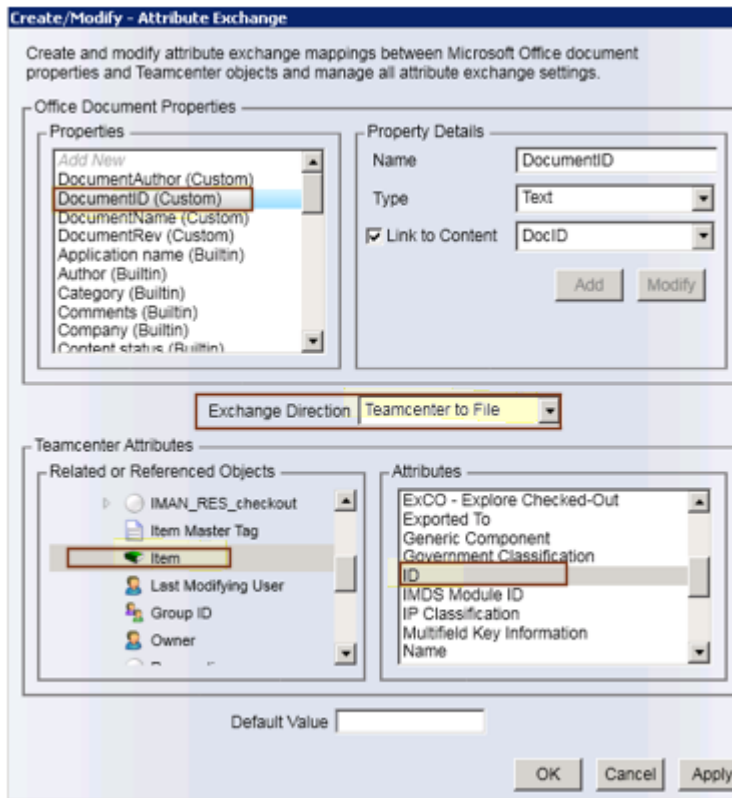 Create/Modify - Attribute Exchange
Create and modify attribute exchange mappings between Microsoft Office document
properties and Teamcenter objects and manage all attribute exchange settings.
Office Document Properties
Properties
Add New
DocumentAuthor (Custom)
DocumentID (Custom)
DocumentName (Custom)
DocumentRev (Custom)
Application name (Builtin)
Author (Builtin)
Category (Builtin)
Comments (Builtin)
Company (Builtin)
Content status (Builtin)
Property Details
Name DocumentID
Type Text
Link to Content DocID
Add Modify
Exchange Direction Teamcenter to File
Teamcenter Attributes
Related or Referenced Objects
IMAN_RES_checkout
Item Master Tag
Item
Last Modifying User
Group ID
Owner
Attributes
ExCO - Explore Checked-Out
Exported To
Generic Component
Government Classification
ID
IMDS Module ID
IP Classification
Multifield Key Information
Name
Default Value
OK Cancel Apply